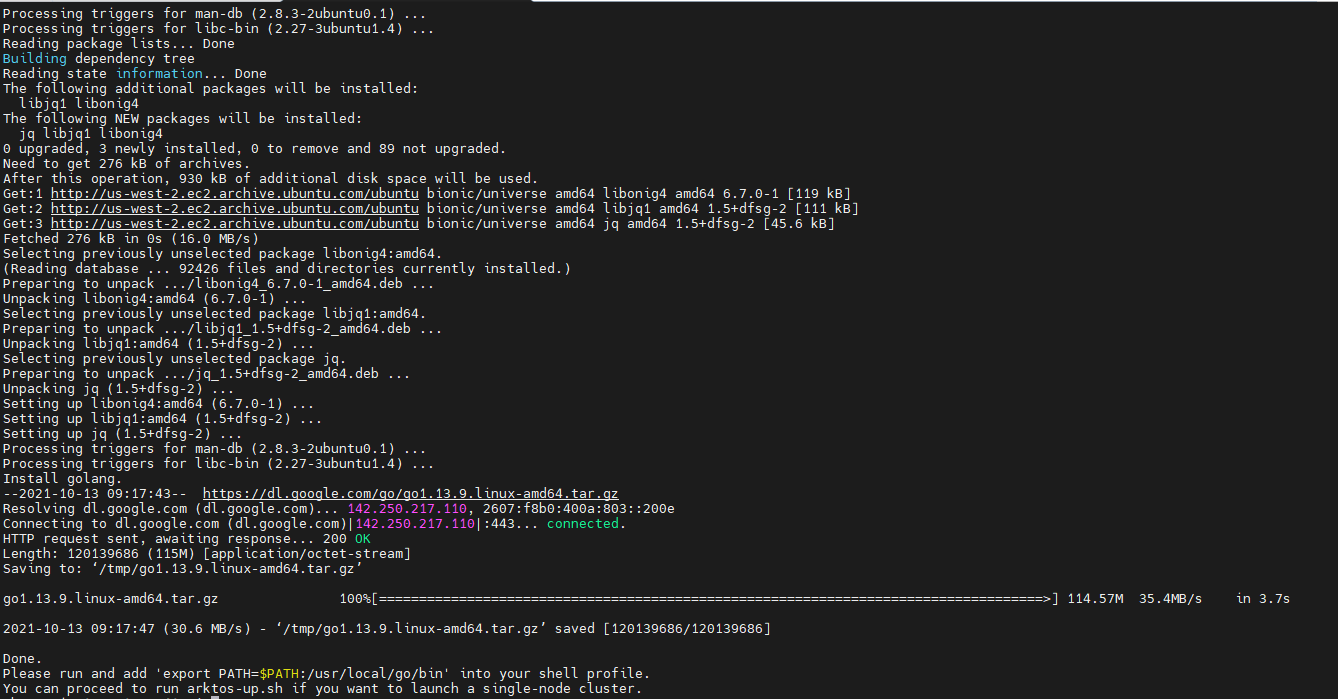 Processing triggers for man-db (2.8.3-2ubuntu0.1) ...
Processing triggers for libc-bin (2.27-3ubuntu1.4) ...
Reading package lists... Done
Building dependency tree
Reading state information... Done
The following additional packages will be installed:
  libjq1 libonig4
The following NEW packages will be installed:
  jq libjq1 libonig4
0 upgraded, 3 newly installed, 0 to remove and 89 not upgraded.
Need to get 276 kB of archives.
After this operation, 930 kB of additional disk space will be used.
Get:1 http://us-west-2.ec2.archive.ubuntu.com/ubuntu bionic/universe amd64 libonig4 amd64 6.7.0-1 [119 kB]
Get:2 http://us-west-2.ec2.archive.ubuntu.com/ubuntu bionic/universe amd64 libjq1 amd64 1.5+dfsg-2 [111 kB]
Get:3 http://us-west-2.ec2.archive.ubuntu.com/ubuntu bionic/universe amd64 jq amd64 1.5+dfsg-2 [45.6 kB]
Fetched 276 kB in 0s (16.0 MB/s)
Selecting previously unselected package libonig4:amd64.
(Reading database ... 92426 files and directories currently installed.)
Preparing to unpack .../libonig4_6.7.0-1_amd64.deb ...
Unpacking libonig4:amd64 (6.7.0-1) ...
Selecting previously unselected package libjq1:amd64.
Preparing to unpack .../libjq1_1.5+dfsg-2_amd64.deb ...
Unpacking libjq1:amd64 (1.5+dfsg-2) ...
Selecting previously unselected package jq.
Preparing to unpack .../jq_1.5+dfsg-2_amd64.deb ...
Unpacking jq (1.5+dfsg-2) ...
Setting up libonig4:amd64 (6.7.0-1) ...
Setting up libjq1:amd64 (1.5+dfsg-2) ...
Setting up jq (1.5+dfsg-2) ...
Processing triggers for man-db (2.8.3-2ubuntu0.1) ...
Processing triggers for libc-bin (2.27-3ubuntu1.4) ...
Install golang.
--2021-10-13 09:17:43--  https://dl.google.com/go/go1.13.9.linux-amd64.tar.gz
Resolving dl.google.com (dl.google.com)... 142.250.217.110, 2607:f8b0:400a:803::200e
Connecting to dl.google.com (dl.google.com)|142.250.217.110|:443... connected.
HTTP request sent, awaiting response... 200 OK
Length: 120139686 (115M) [application/octet-stream]
Saving to: ‘/tmp/go1.13.9.linux-amd64.tar.gz’
go1.13.9.linux-amd64.tar.gz 100%[===================================================================================>] 114.57M 35.4MB/s in 3.7s
2021-10-13 09:17:47 (30.6 MB/s) - ‘/tmp/go1.13.9.linux-amd64.tar.gz’ saved [120139686/120139686]
Done.
Please run and add 'export PATH=$PATH:/usr/local/go/bin' into your shell profile.
You can proceed to run arktos-up.sh if you want to launch a single-node cluster.